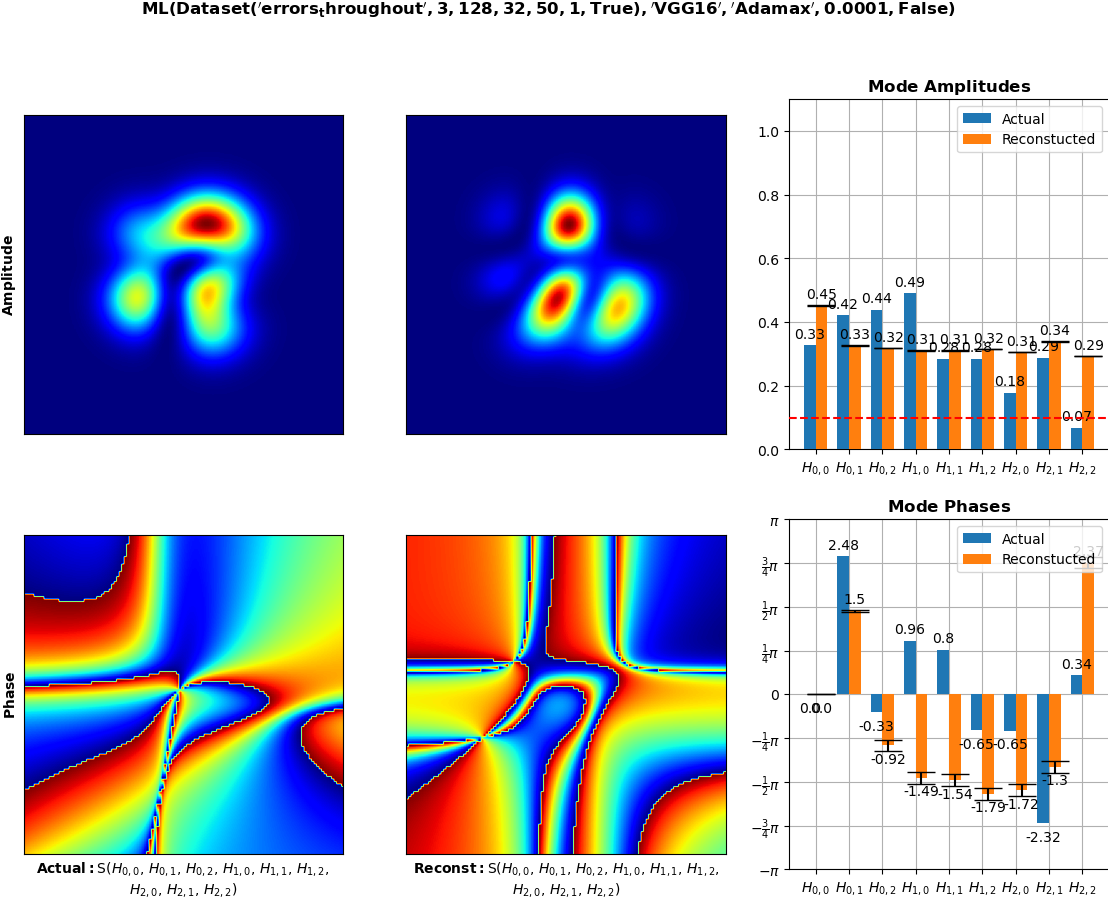 ML(Dataset('errors_throughout', 3, 128, 32, 50, 1, True), 'VGG16', 'Adamax', 0.0001, False)
Mode Amplitudes
Actual
Reconstucted
1.0
0.8
0.6
0.4
0.2
0.0
0.33 0.42 0.44 0.49 0.28 0.28 0.18 0.29 0.07
0.45 0.33 0.32 0.31 0.31 0.32 0.31 0.34 0.29
H0,0 H0,1 H0,2 H1,0 H1,1 H1,2 H2,0 H2,1 H2,2
Amplitude
Mode Phases
Actual
Reconstucted
π
3/4π
1/2π
1/4π
0
−1/4π
−1/2π
−3/4π
−π
0.0 2.48 -0.33 0.96 0.8 -0.65 -0.65 -2.32 0.34
0.0 1.5 -0.92 -1.49 -1.54 -1.79 -1.72 -1.3 2.37
H0,0 H0,1 H0,2 H1,0 H1,1 H1,2 H2,0 H2,1 H2,2
Phase
Actual: S(H0,0, H0,1, H0,2, H1,0, H1,1, H1,2,
H2,0, H2,1, H2,2)
Reconst: S(H0,0, H0,1, H0,2, H1,0, H1,1, H1,2,
H2,0, H2,1, H2,2)